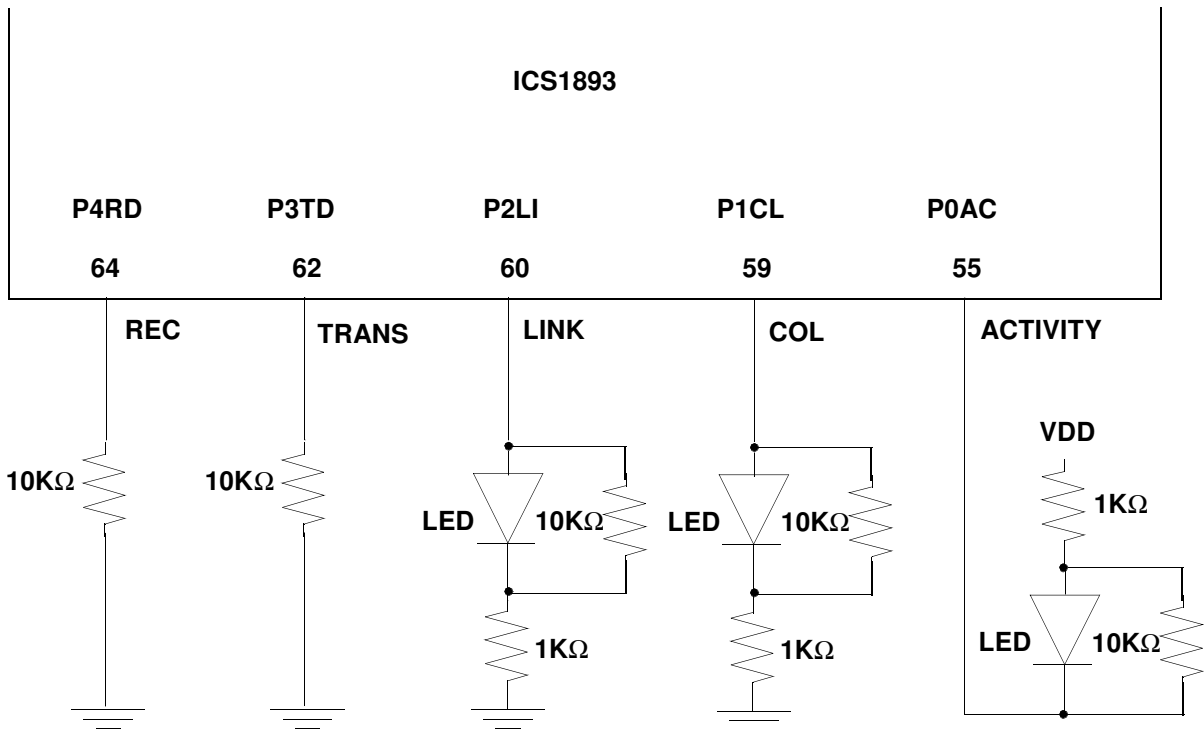 ICS1893
P4RD P3TD P2LI P1CL P0AC
64 62 60 59 55
REC TRANS LINK COL ACTIVITY
VDD
10KΩ 10KΩ 1KΩ
LED 10KΩ LED 10KΩ
1KΩ 1KΩ LED 10KΩ